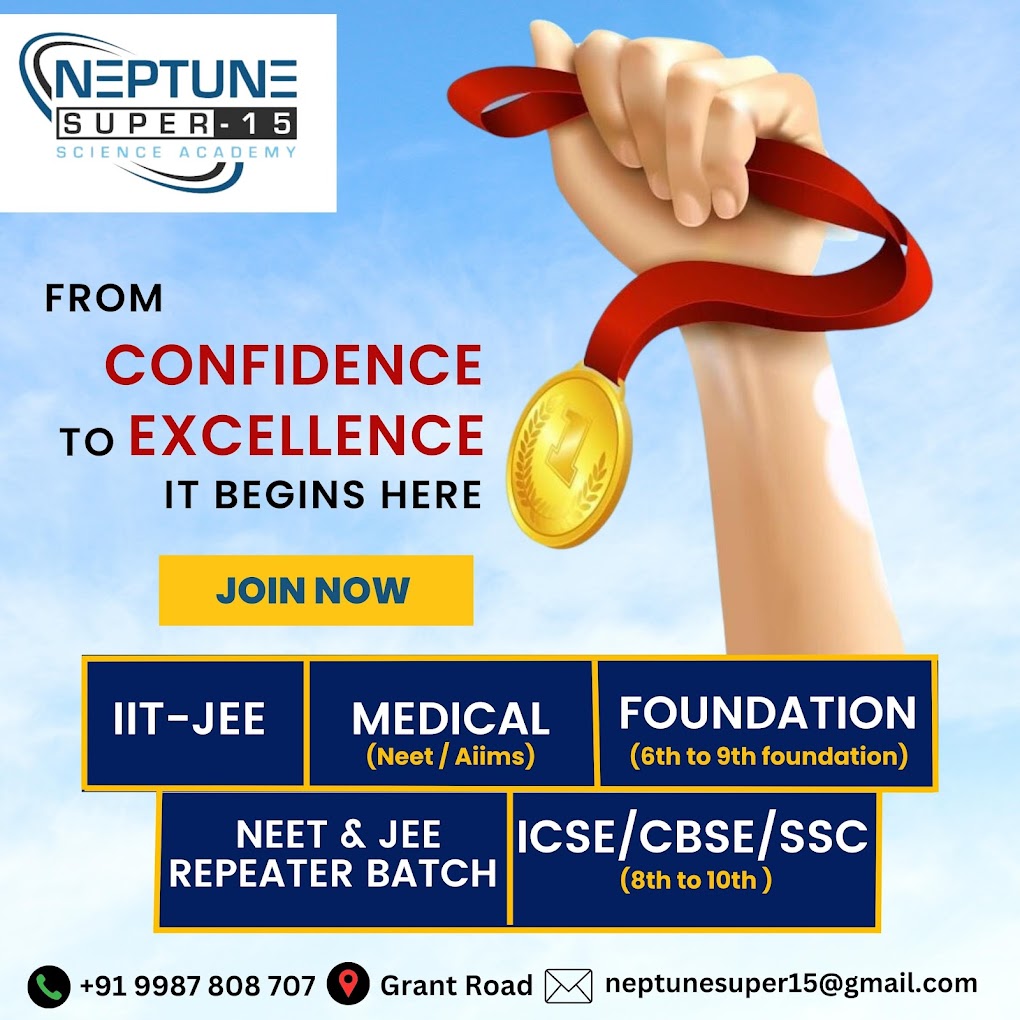 NEPTUNE
SUPER-15
SCIENCE ACADEMY
FROM
CONFIDENCE
TO EXCELLENCE
IT BEGINS HERE
1
JOIN NOW
IIT-JEE
MEDICAL
(Neet / Aiims)
FOUNDATION
(6th to 9th foundation)
NEET & JEE
REPEATER BATCH
ICSE/CBSE/SSC
(8th to 10th )
+91 9987 808 707 Grant Road neptunesuper15@gmail.com